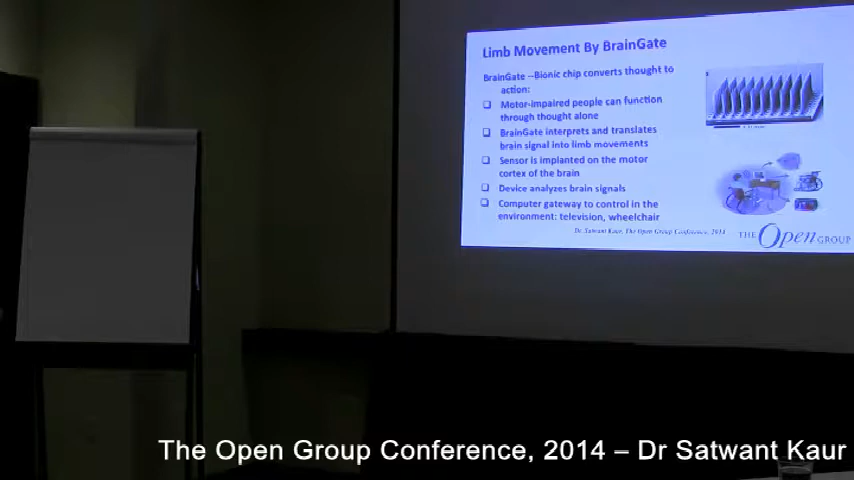 Limb Movement By BrainGate
BrainGate –Bionic chip converts thought to
action:
Motor-impaired people can function
through thought alone
BrainGate interprets and translates
brain signal into limb movements
Sensor is implanted on the motor
cortex of the brain
Device analyzes brain signals
Computer gateway to control in the
environment: television, wheelchair
Dr. Satwant Kaur, The Open Group Conference, 2014
THE Open GROUP
The Open Group Conference, 2014 – Dr Satwant Kaur